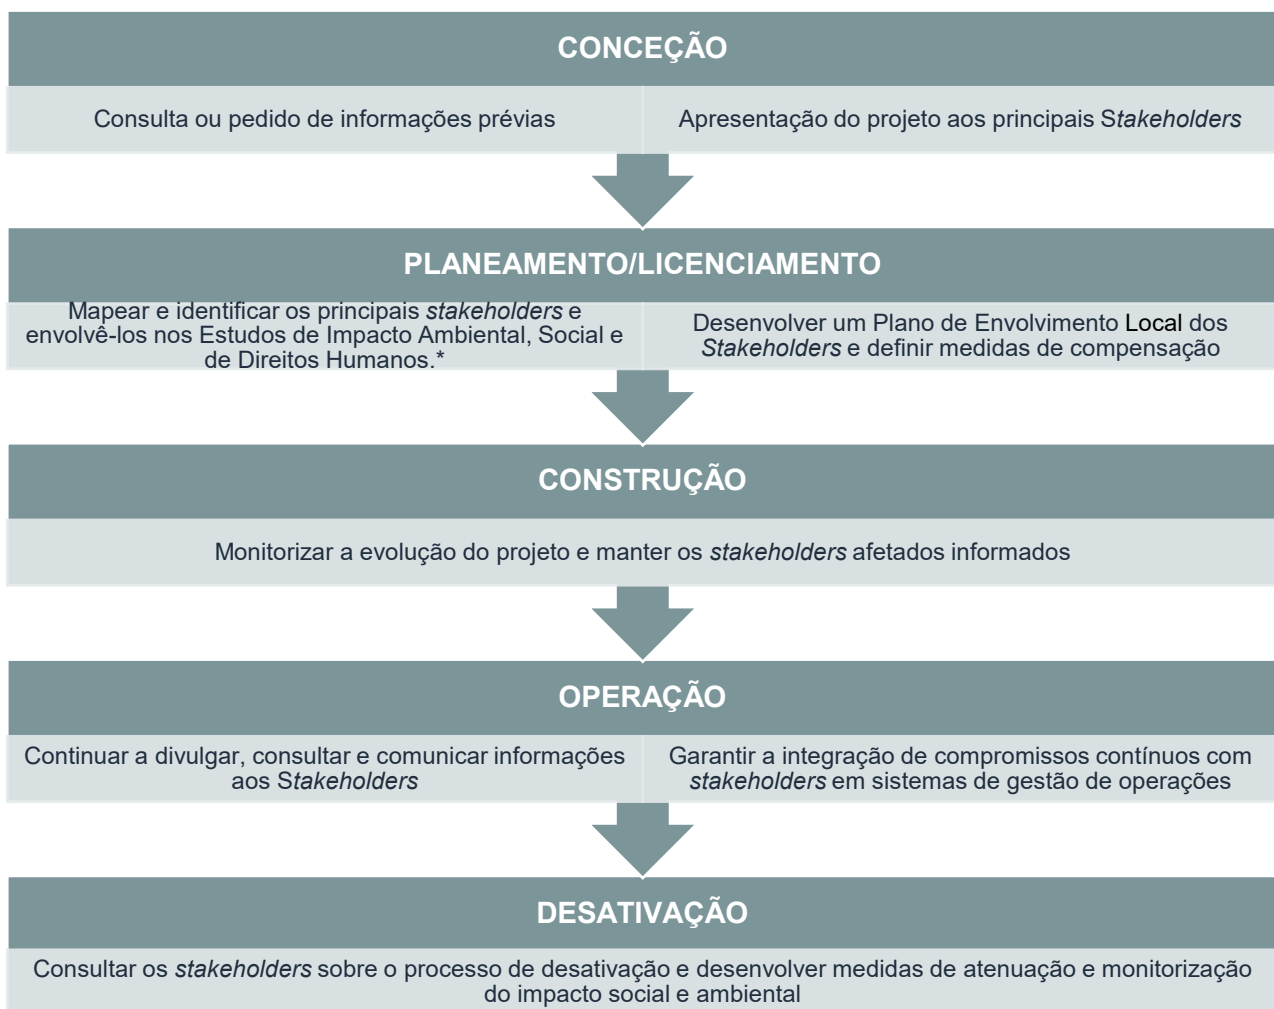 CONCEÇÃO
Consulta ou pedido de informações prévias
Apresentação do projeto aos principais Stakeholders
PLANEAMENTO/LICENCIAMENTO
Mapear e identificar os principais stakeholders e
envolvê-los nos Estudos de Impacto Ambiental, Social e
de Direitos Humanos.*
Desenvolver um Plano de Envolvimento Local dos
Stakeholders e definir medidas de compensação
CONSTRUÇÃO
Monitorizar a evolução do projeto e manter os stakeholders afetados informados
OPERAÇÃO
Continuar a divulgar, consultar e comunicar informações
aos Stakeholders
Garantir a integração de compromissos contínuos com
stakeholders em sistemas de gestão de operações
DESATIVAÇÃO
Consultar os stakeholders sobre o processo de desativação e desenvolver medidas de atenuação e monitorização
do impacto social e ambiental